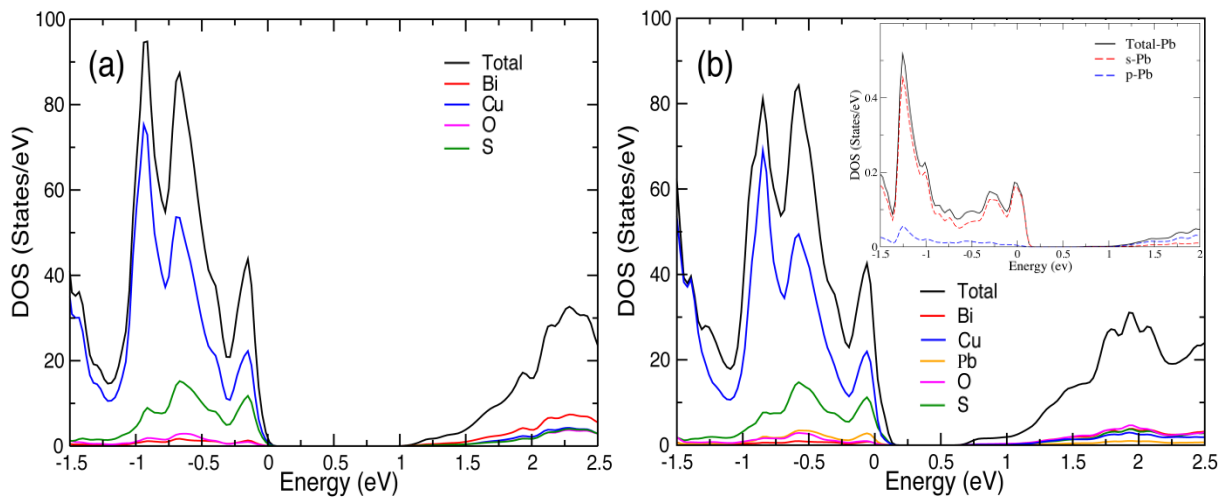 100
80
60
40
20
0
DOS (States/eV)
(a)
Total
Bi
Cu
O
S
-1.5 -1 -0.5 0 0.5 1 1.5 2 2.5
Energy (eV)
100
80
60
40
20
0
DOS (States/eV)
(b)
Total
Bi
Cu
Pb
O
S
-1.5 -1 -0.5 0 0.5 1 1.5 2 2.5
Energy (eV)
0.4
0.2
0
DOS (States/eV)
Total-Pb
s-Pb
p-Pb
-1.5 -1 -0.5 0 0.5 1 1.5 2
Energy (ev)